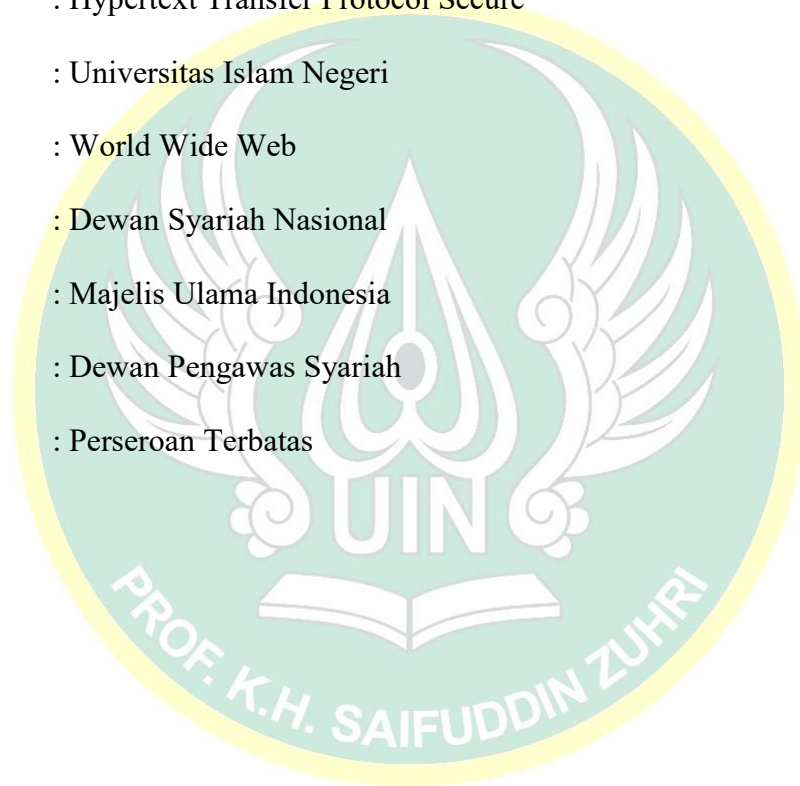 : Hypertext Transfer Protocol Secure
: Universitas Islam Negeri
: World Wide Web
: Dewan Syariah Nasional
: Majelis Ulama Indonesia
: Dewan Pengawas Syariah
: Perseroan Terbatas
UIN
PROF. K.H. SAIFUDDIN ZUHRI